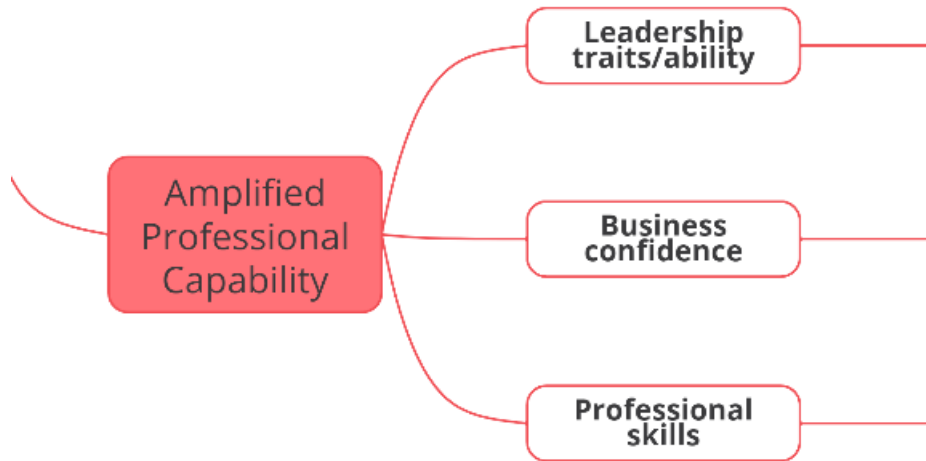 Leadership
traits/ability
Amplified
Professional
Capability
Business
confidence
Professional
skills